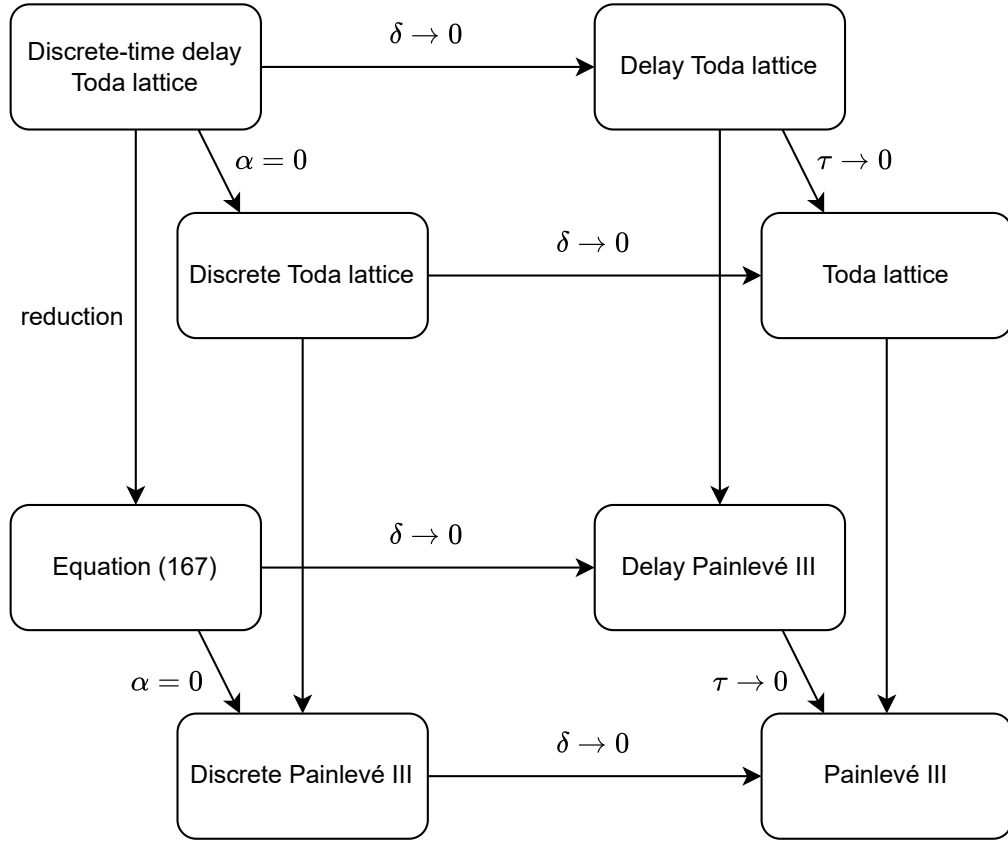 δ → 0
Discrete-time delay
Toda lattice
Delay Toda lattice
α = 0
τ → 0
δ → 0
Discrete Toda lattice
Toda lattice
reduction
δ → 0
Equation (167)
Delay Painlevé III
α = 0
τ → 0
δ → 0
Discrete Painlevé III
Painlevé III